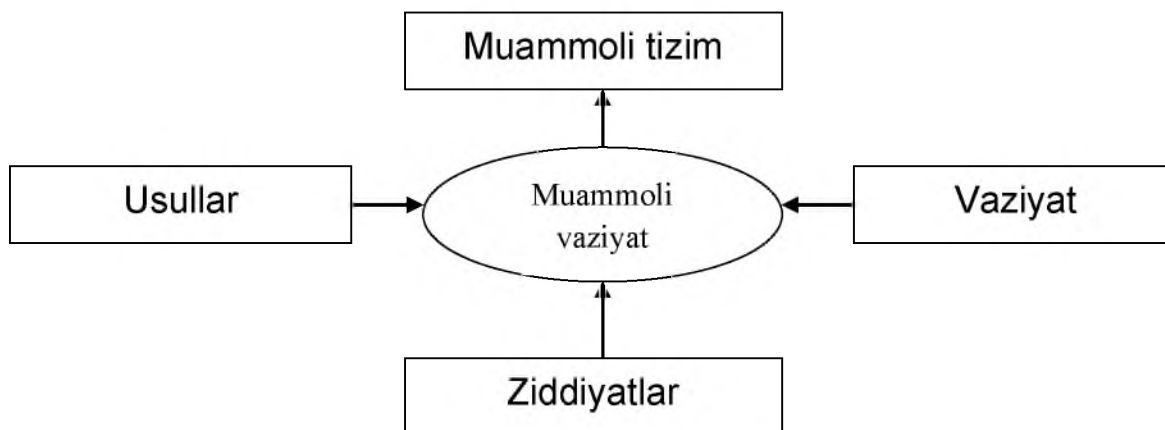 Muammoli tizim
Usullar
Muammoli
vaziyat
Vaziyat
Ziddiyatlar